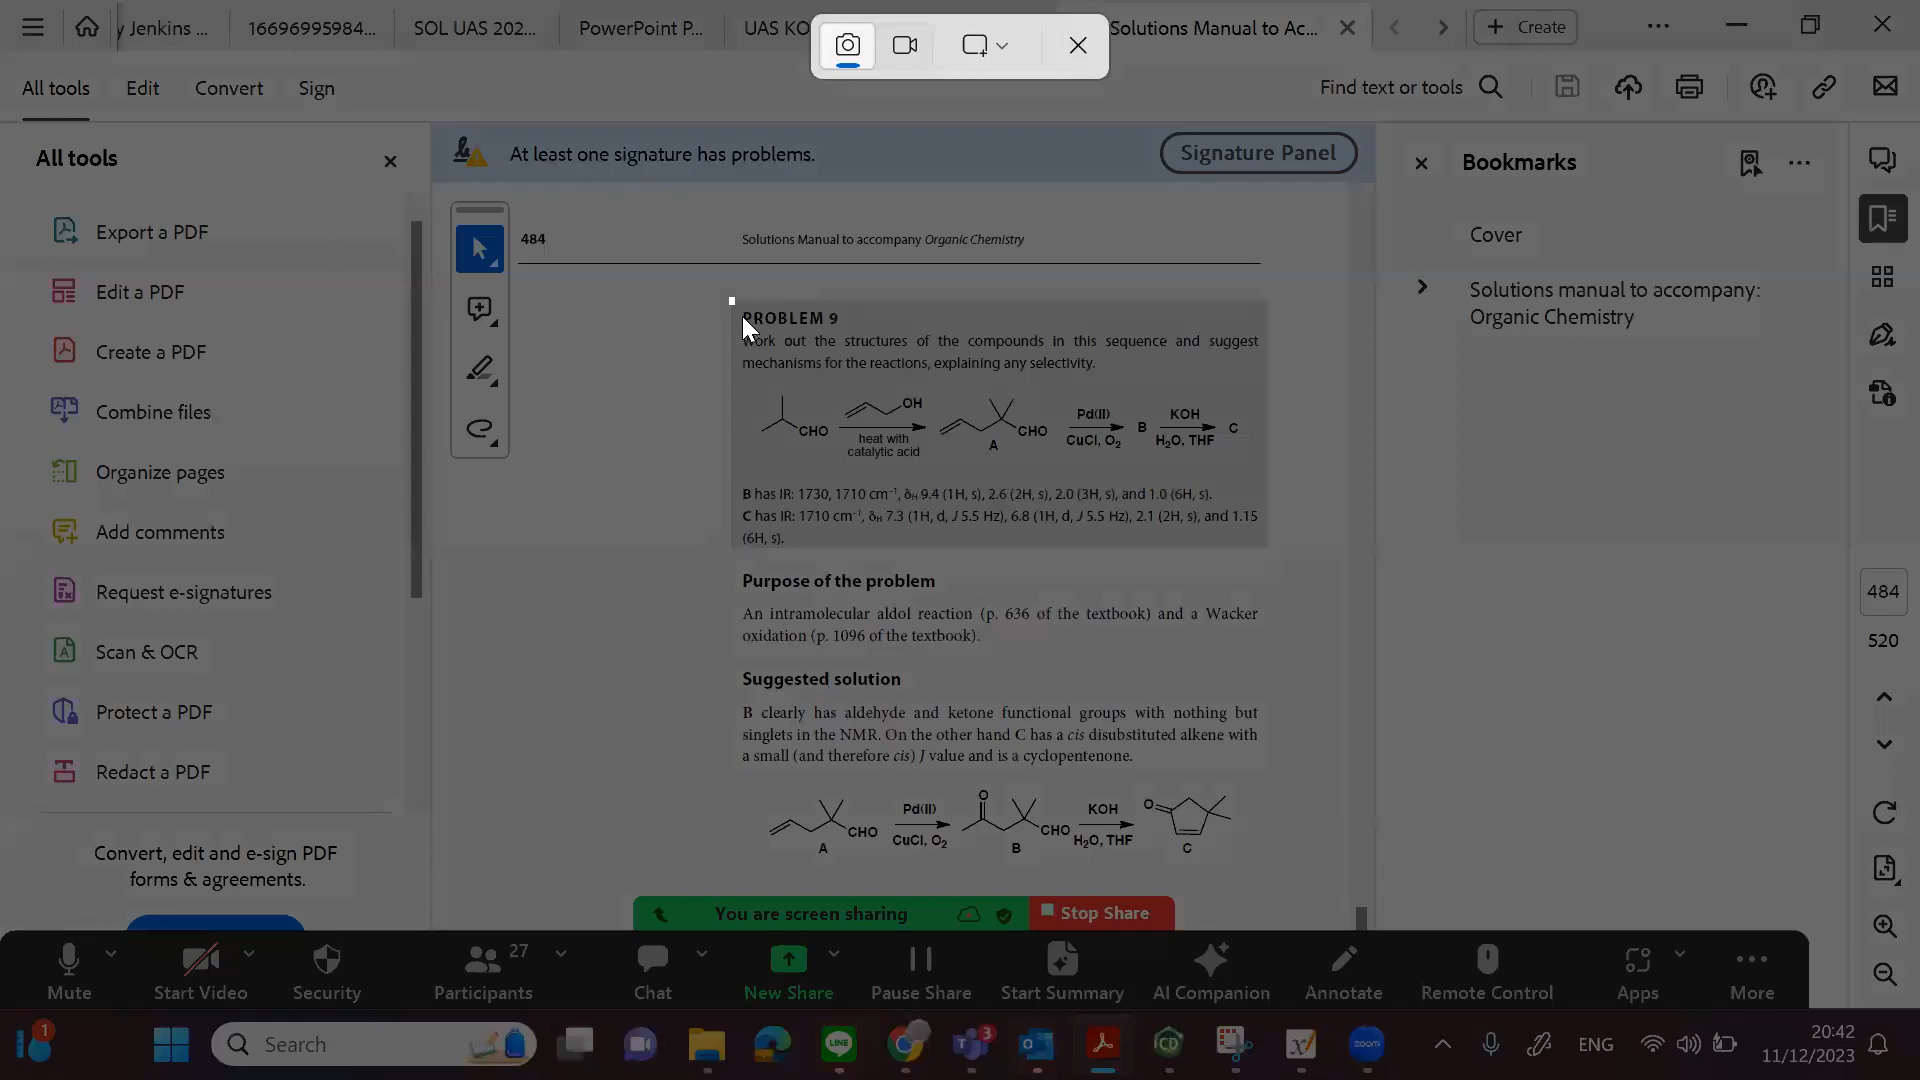 y Jenkins ...
16696995984...
SOL UAS 202...
PowerPoint P...
UAS KO
Solutions Manual to Ac...
Create
All tools
Edit
Convert
Sign
Find text or tools
All tools
Export a PDF
Edit a PDF
Create a PDF
Combine files
Organize pages
Add comments
Request e-signatures
Scan & OCR
Protect a PDF
Redact a PDF
Convert, edit and e-sign PDF
forms & agreements.
At least one signature has problems.
Signature Panel
484
Solutions Manual to accompany Organic Chemistry
PROBLEM 9
Work out the structures of the compounds in this sequence and suggest
mechanisms for the reactions, explaining any selectivity.
CHO
OH
heat with
catalytic acid
CHO
A
Pd(II)
CuCl, O₂
B
KOH
H₂O, THF
C
B has IR: 1730, 1710 cm⁻¹, δH 9.4 (1H, s), 2.6 (2H, s), 2.0 (3H, s), and 1.0 (6H, s).
C has IR: 1710 cm⁻¹, δH 7.3 (1H, d, J 5.5 Hz), 6.8 (1H, d, J 5.5 Hz), 2.1 (2H, s), and 1.15
(6H, s).
Purpose of the problem
An intramolecular aldol reaction (p. 636 of the textbook) and a Wacker
oxidation (p. 1096 of the textbook).
Suggested solution
B clearly has aldehyde and ketone functional groups with nothing but
singlets in the NMR. On the other hand C has a cis disubstituted alkene with
a small (and therefore cis) J value and is a cyclopentenone.
CHO
A
Pd(II)
CuCl, O₂
O
CHO
B
KOH
H₂O, THF
O
C
Bookmarks
Cover
Solutions manual to accompany:
Organic Chemistry
484
520
You are screen sharing
Stop Share
Mute
Start Video
Security
Participants
27
Chat
New Share
Pause Share
Start Summary
AI Companion
Annotate
Remote Control
Apps
More
1
Search
LINE
3
CD
zoom
ENG
20:42
11/12/2023